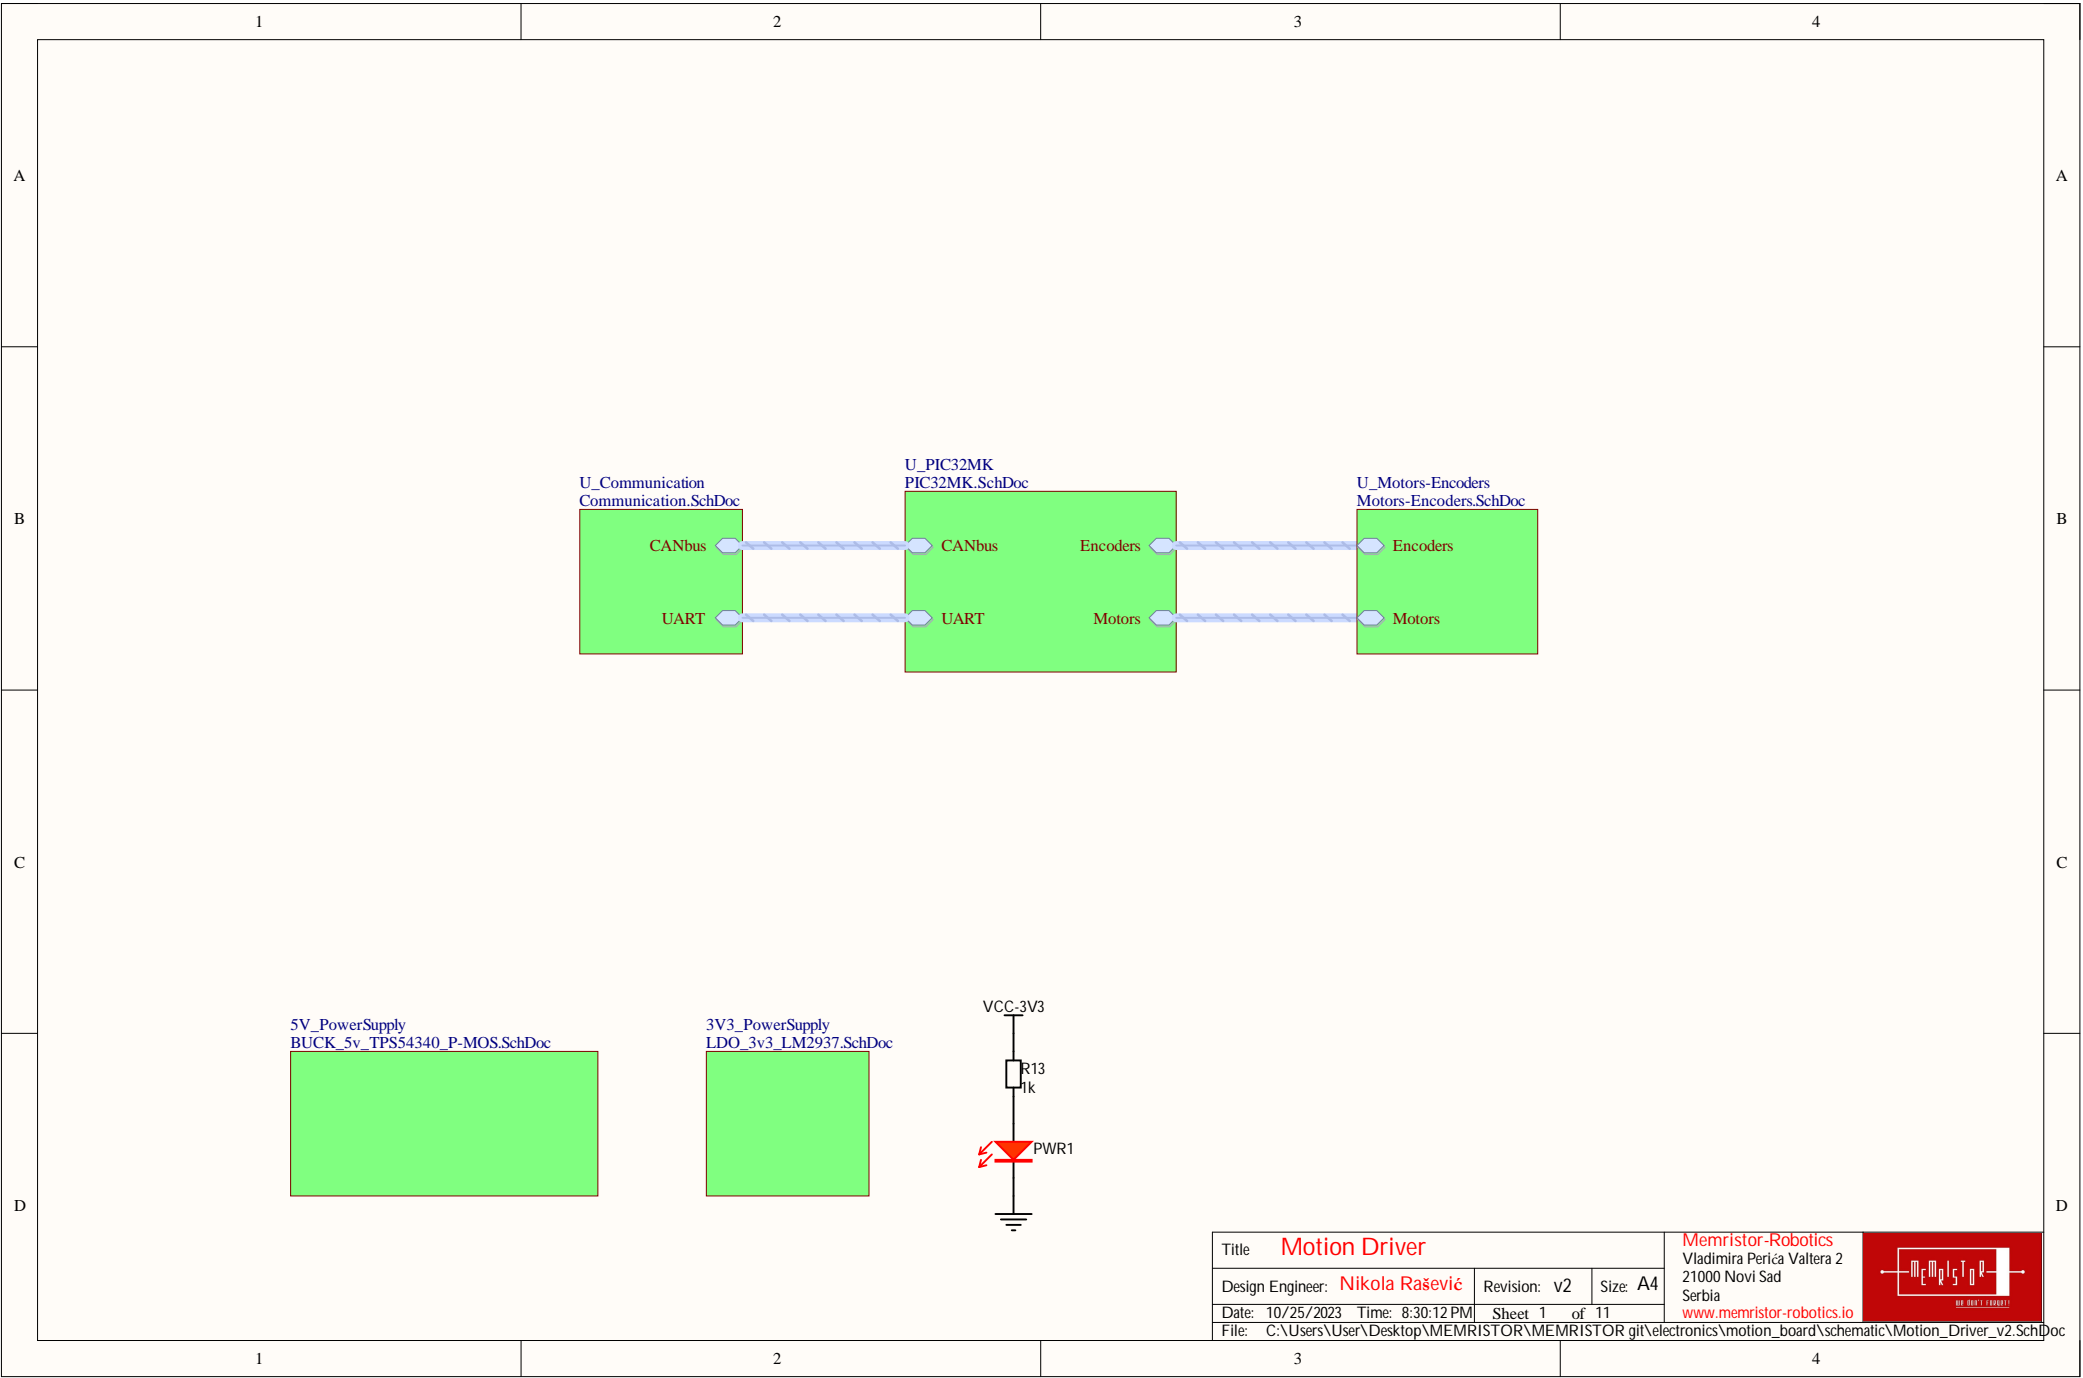 1 2 3 4
A A
U_PIC32MK
PIC32MK.SchDoc
U_Communication
Communication.SchDoc
U_Motors-Encoders
Motors-Encoders.SchDoc
B B
CANbus CANbus Encoders Encoders
UART UART Motors Motors
C C
VCC-3V3
5V_PowerSupply
BUCK_5v_TPS54340_P-MOS.SchDoc
3V3_PowerSupply
LDO_3v3_LM2937.SchDoc
R13
1k
PWR1
D D
Title Motion Driver
Design Engineer: Nikola Rašević Revision: v2 Size: A4
Date: 10/25/2023 Time: 8:30:12 PM Sheet 1 of 11
File: C:\Users\User\Desktop\MEMRISTOR\MEMRISTOR git\electronics\motion_board\schematic\Motion_Driver_v2.SchDoc
Memristor-Robotics
Vladimira Perića Valtera 2
21000 Novi Sad
Serbia
www.memristor-robotics.io
MEMRISTOR
WE DON'T FORGET!
1 2 3 4